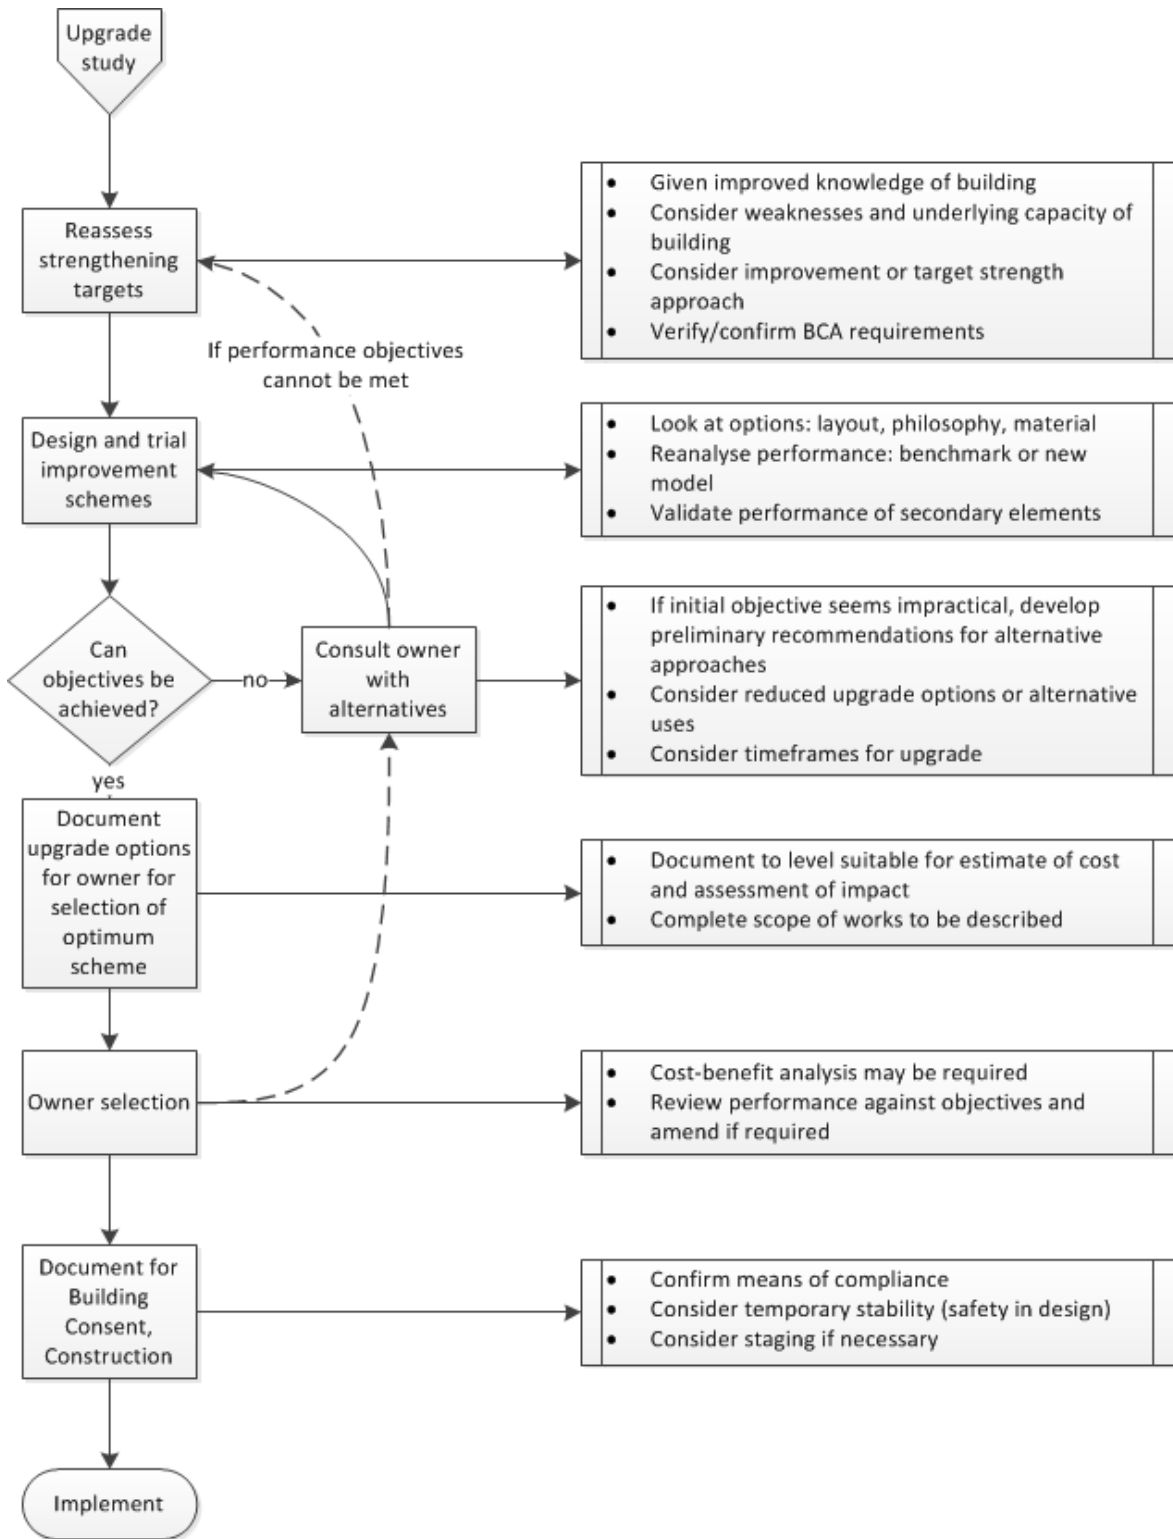 Upgrade
study
Reassess
strengthening
targets
• Given improved knowledge of building
• Consider weaknesses and underlying capacity of
building
• Consider improvement or target strength
approach
• Verify/confirm BCA requirements
If performance objectives
cannot be met
Design and trial
improvement
schemes
• Look at options: layout, philosophy, material
• Reanalyse performance: benchmark or new
model
• Validate performance of secondary elements
Can
objectives be
achieved?
no
Consult owner
with
alternatives
• If initial objective seems impractical, develop
preliminary recommendations for alternative
approaches
• Consider reduced upgrade options or alternative
uses
• Consider timeframes for upgrade
yes
Document
upgrade options
for owner for
selection of
optimum
scheme
• Document to level suitable for estimate of cost
and assessment of impact
• Complete scope of works to be described
Owner selection
• Cost-benefit analysis may be required
• Review performance against objectives and
amend if required
Document for
Building
Consent,
Construction
• Confirm means of compliance
• Consider temporary stability (safety in design)
• Consider staging if necessary
Implement